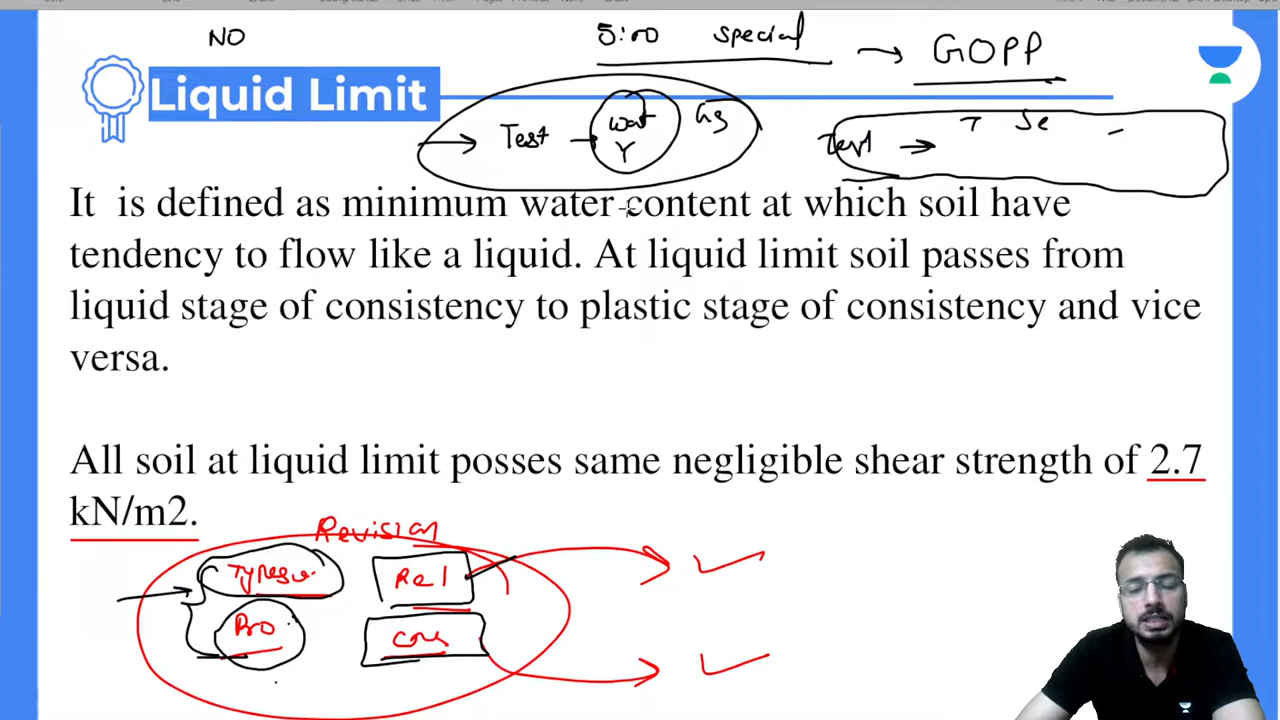 NO
5:00 special → GOPP
Liquid Limit
→ Test → Wat
Y
Test →
It is defined as minimum water content at which soil have
tendency to flow like a liquid. At liquid limit soil passes from
liquid stage of consistency to plastic stage of consistency and vice
versa.
All soil at liquid limit posses same negligible shear strength of 2.7
kN/m2.
Revision
Rel
Pro
Cons